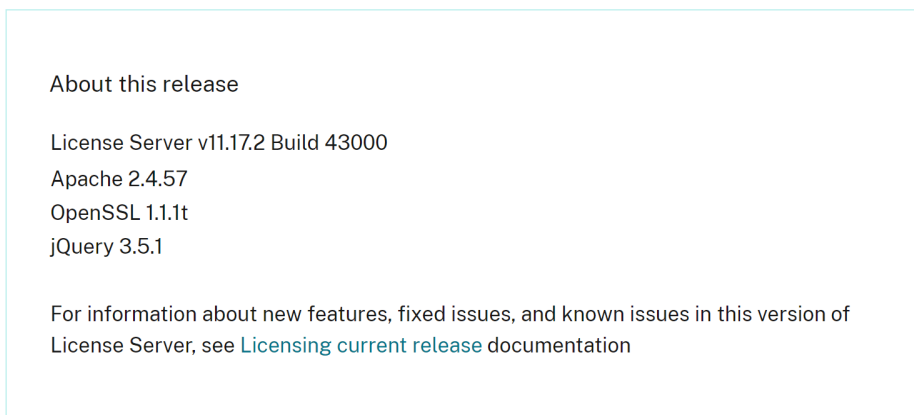 About this release
License Server v11.17.2 Build 43000
Apache 2.4.57
OpenSSL 1.1.1t
jQuery 3.5.1
For information about new features, fixed issues, and known issues in this version of
License Server, see Licensing current release documentation